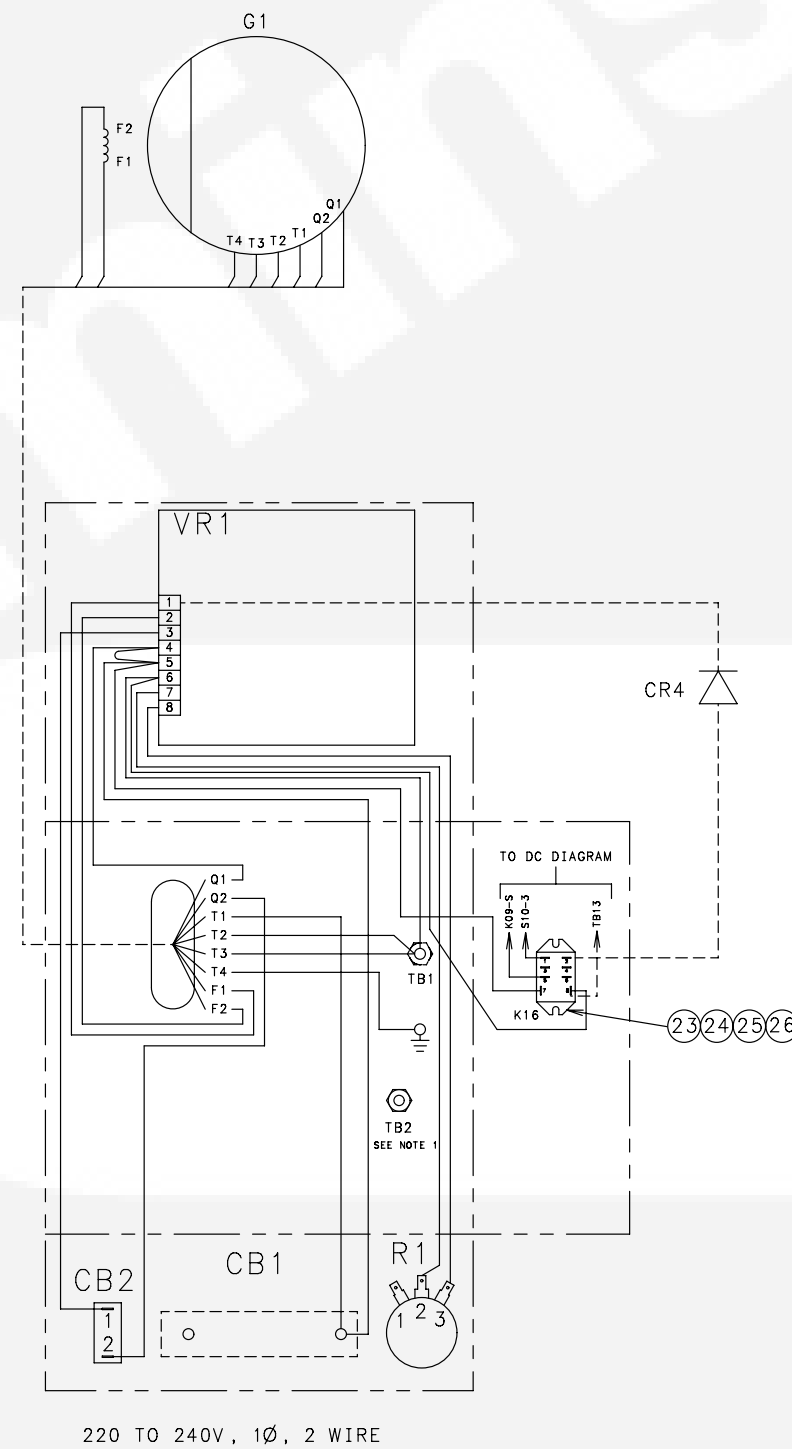 G1
F2
F1
Q1
Q2
T1
T4 T3 T2
VR1
1
2
3
4
5
6
7
8
CR4
TO DC DIAGRAM
K09-S
S10-3
TB13
Q1
Q2
T1
T2
T3
T4
F1
F2
TB1
7
K16
23 24 25 26
TB2
SEE NOTE 1
CB2
CB1
R1
1
2
1 2 3
220 TO 240V, 1Ø, 2 WIRE